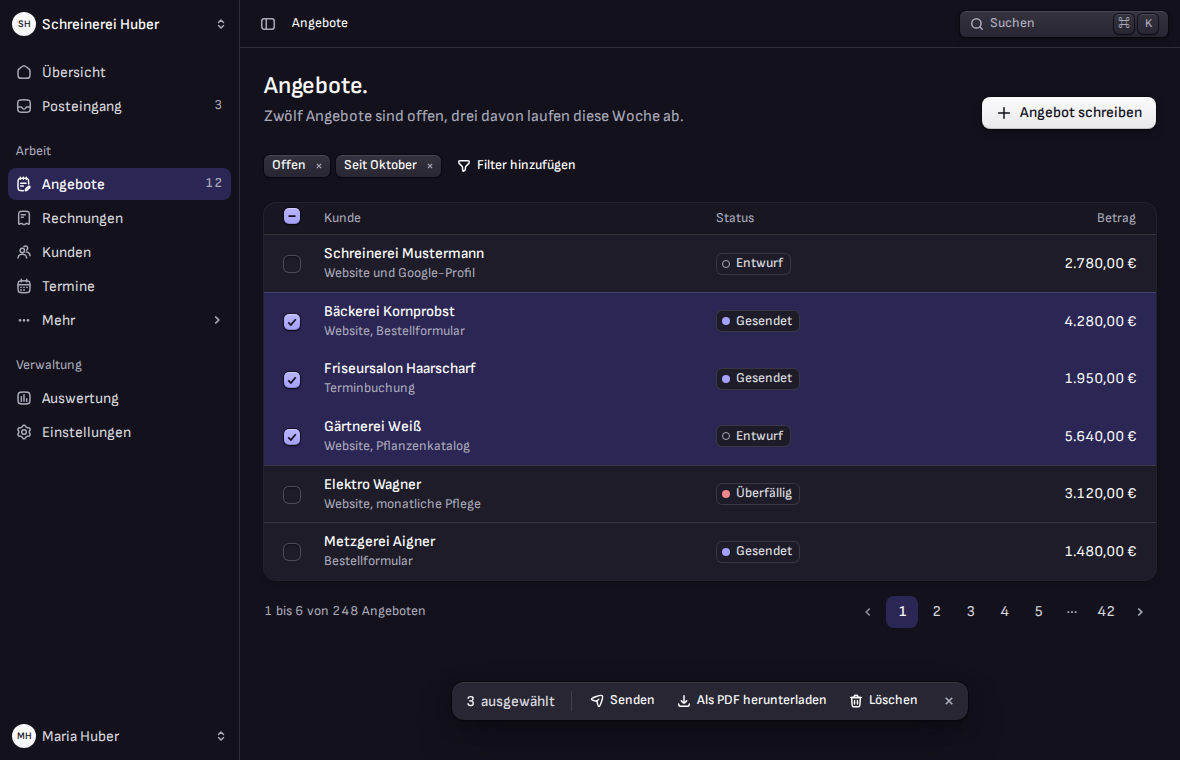 SH Schreinerei Huber
Übersicht
Posteingang 3
Arbeit
Angebote 12
Rechnungen
Kunden
Termine
Mehr
Verwaltung
Auswertung
Einstellungen
MH Maria Huber
Angebote
Suchen ⌘ K
Angebote.
Zwölf Angebote sind offen, drei davon laufen diese Woche ab.
Angebot schreiben
Offen × Seit Oktober × Filter hinzufügen
Kunde Status Betrag
Schreinerei Mustermann
Website und Google-Profil
Entwurf 2.780,00 €
Bäckerei Kornprobst
Website, Bestellformular
Gesendet 4.280,00 €
Friseursalon Haarscharf
Terminbuchung
Gesendet 1.950,00 €
Gärtnerei Weiß
Website, Pflanzenkatalog
Entwurf 5.640,00 €
Elektro Wagner
Website, monatliche Pflege
Überfällig 3.120,00 €
Metzgerei Aigner
Bestellformular
Gesendet 1.480,00 €
1 bis 6 von 248 Angeboten
1 2 3 4 5 … 42
3 ausgewählt Senden Als PDF herunterladen Löschen ×